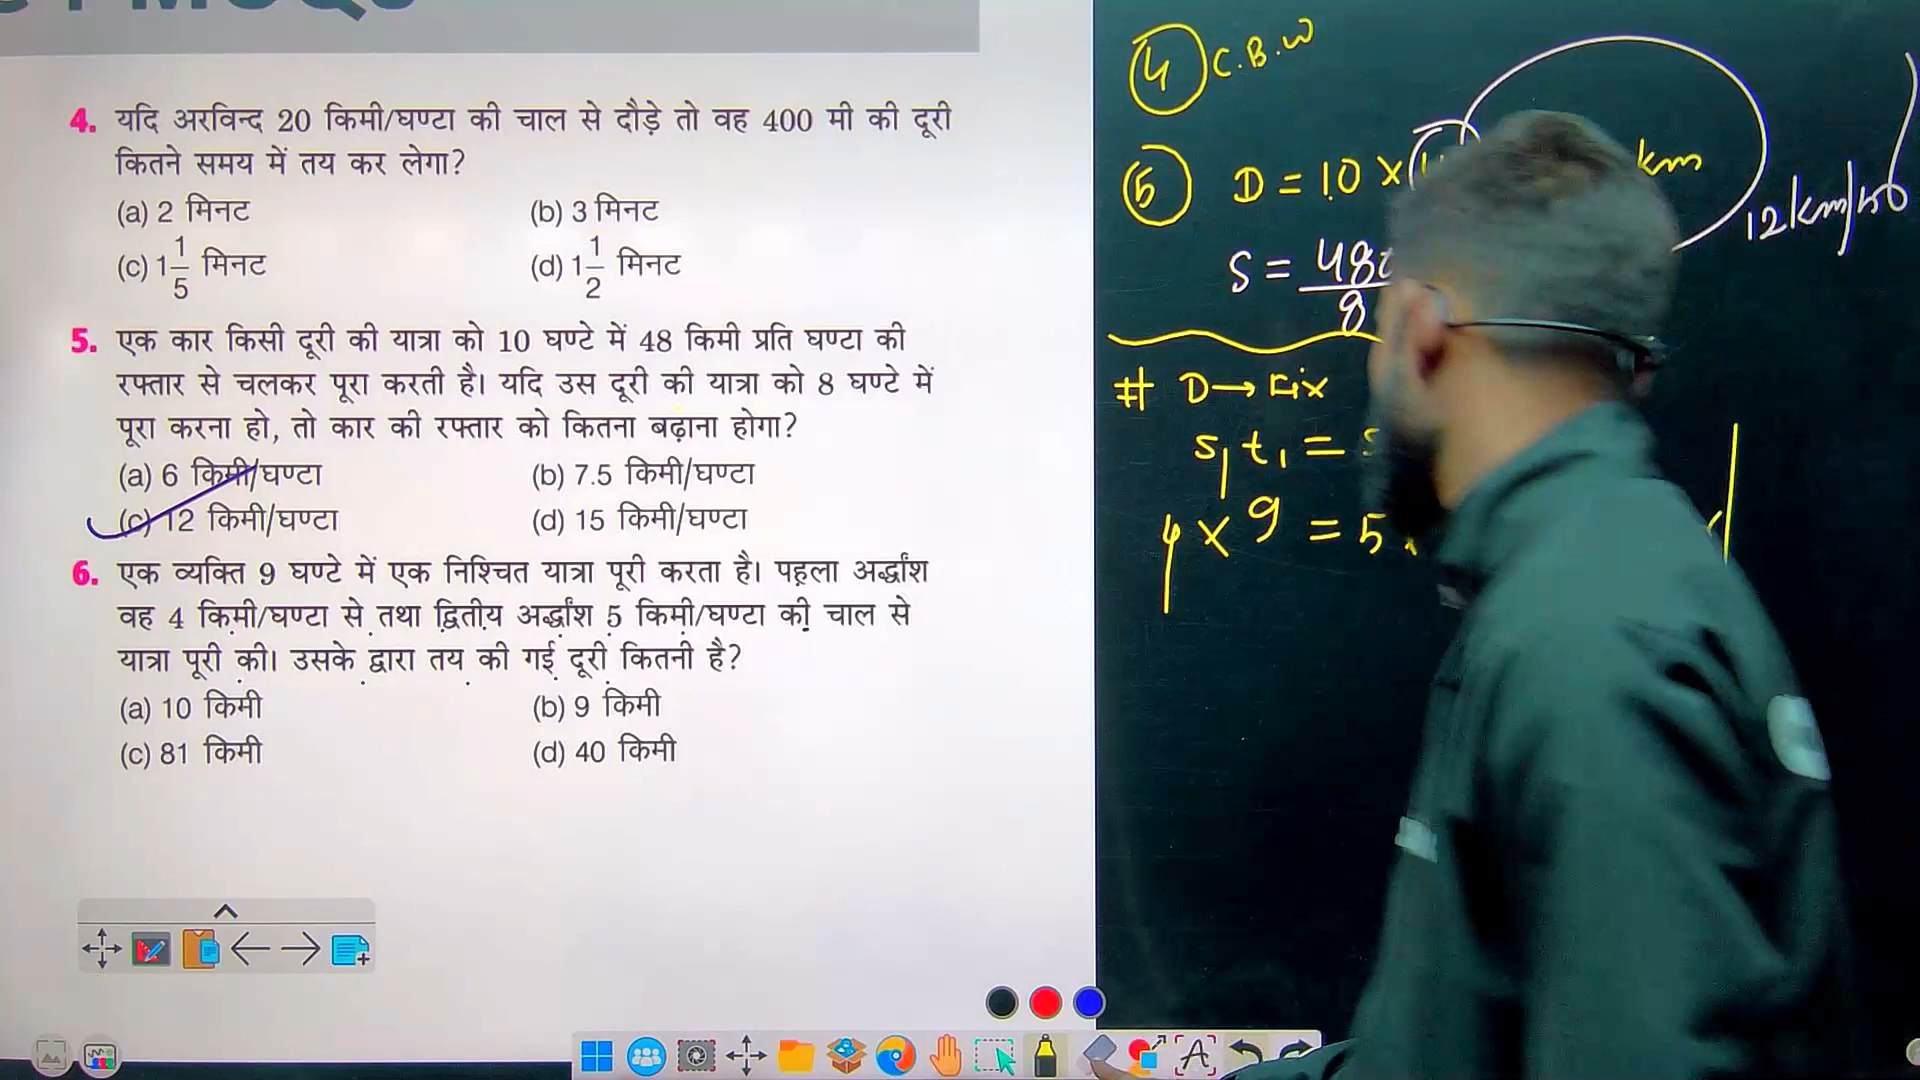 4. यदि अरविन्द 20 किमी/घण्टा की चाल से दौड़े तो वह 400 मी की दूरी
कितने समय में तय कर लेगा?
(a) 2 मिनट (b) 3 मिनट
(c) 1 1/5 मिनट (d) 1 1/2 मिनट
5. एक कार किसी दूरी की यात्रा को 10 घण्टे में 48 किमी प्रति घण्टा की
रफ्तार से चलकर पूरा करती है। यदि उस दूरी की यात्रा को 8 घण्टे में
पूरा करना हो, तो कार की रफ्तार को कितना बढ़ाना होगा?
(a) 6 किमी/घण्टा (b) 7.5 किमी/घण्टा
(c) 12 किमी/घण्टा (d) 15 किमी/घण्टा
6. एक व्यक्ति 9 घण्टे में एक निश्चित यात्रा पूरी करता है। पहला अर्द्धांश
वह 4 किमी/घण्टा से तथा द्वितीय अर्द्धांश 5 किमी/घण्टा की चाल से
यात्रा पूरी की। उसके द्वारा तय की गई दूरी कितनी है?
(a) 10 किमी (b) 9 किमी
(c) 81 किमी (d) 40 किमी
4 C.B.W
5 D = 10 × km
12km/h
S = 48
8
# D → Fix
s₁ t₁ =
4 × 9 = 5